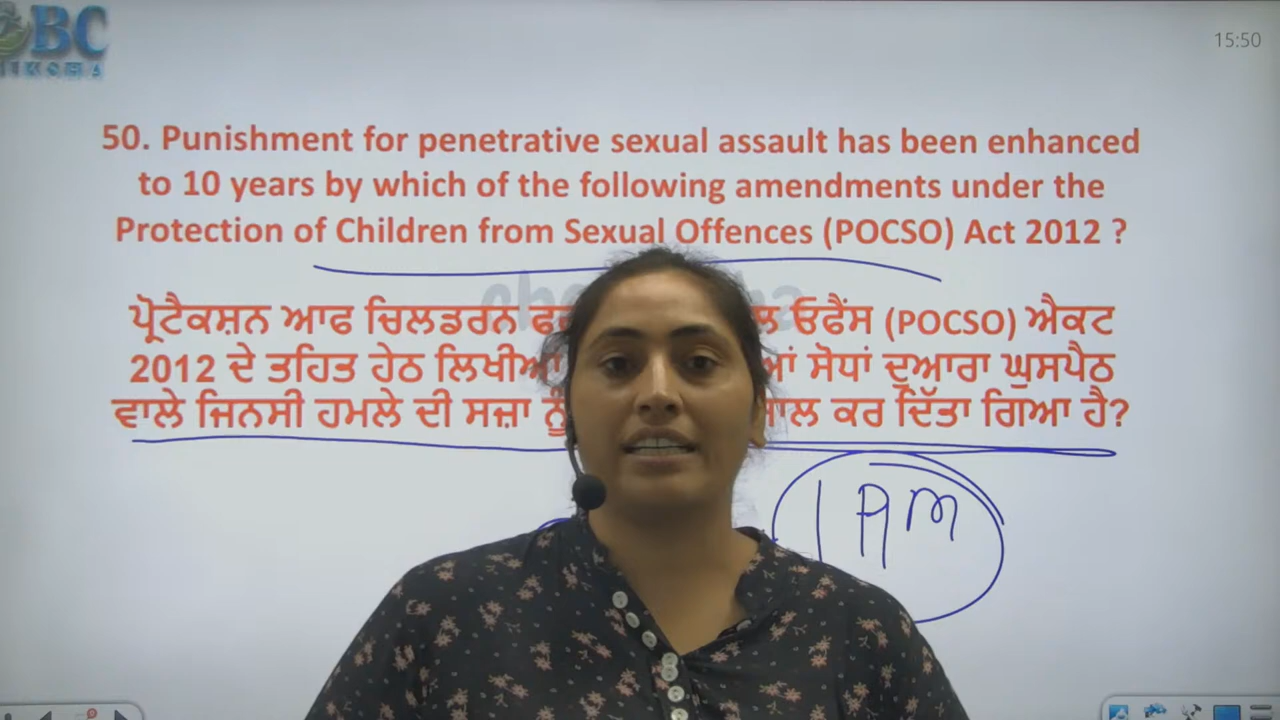 BC
15:50
50. Punishment for penetrative sexual assault has been enhanced
to 10 years by which of the following amendments under the
Protection of Children from Sexual Offences (POCSO) Act 2012 ?
ਪ੍ਰੋਟੈਕਸ਼ਨ ਆਫ ਚਿਲਡਰਨ ਓਫੈਂਸ (POCSO) ਐਕਟ
2012 ਦੇ ਤਹਿਤ ਹੇਠ ਲਿਖੀਆਂ ਸੋਧਾਂ ਦੁਆਰਾ ਘੁਸਪੈਠ
ਵਾਲੇ ਜਿਨਸੀ ਹਮਲੇ ਦੀ ਸਜ਼ਾ ਨੂੰ ਸਾਲ ਕਰ ਦਿੱਤਾ ਗਿਆ ਹੈ?
1 PM